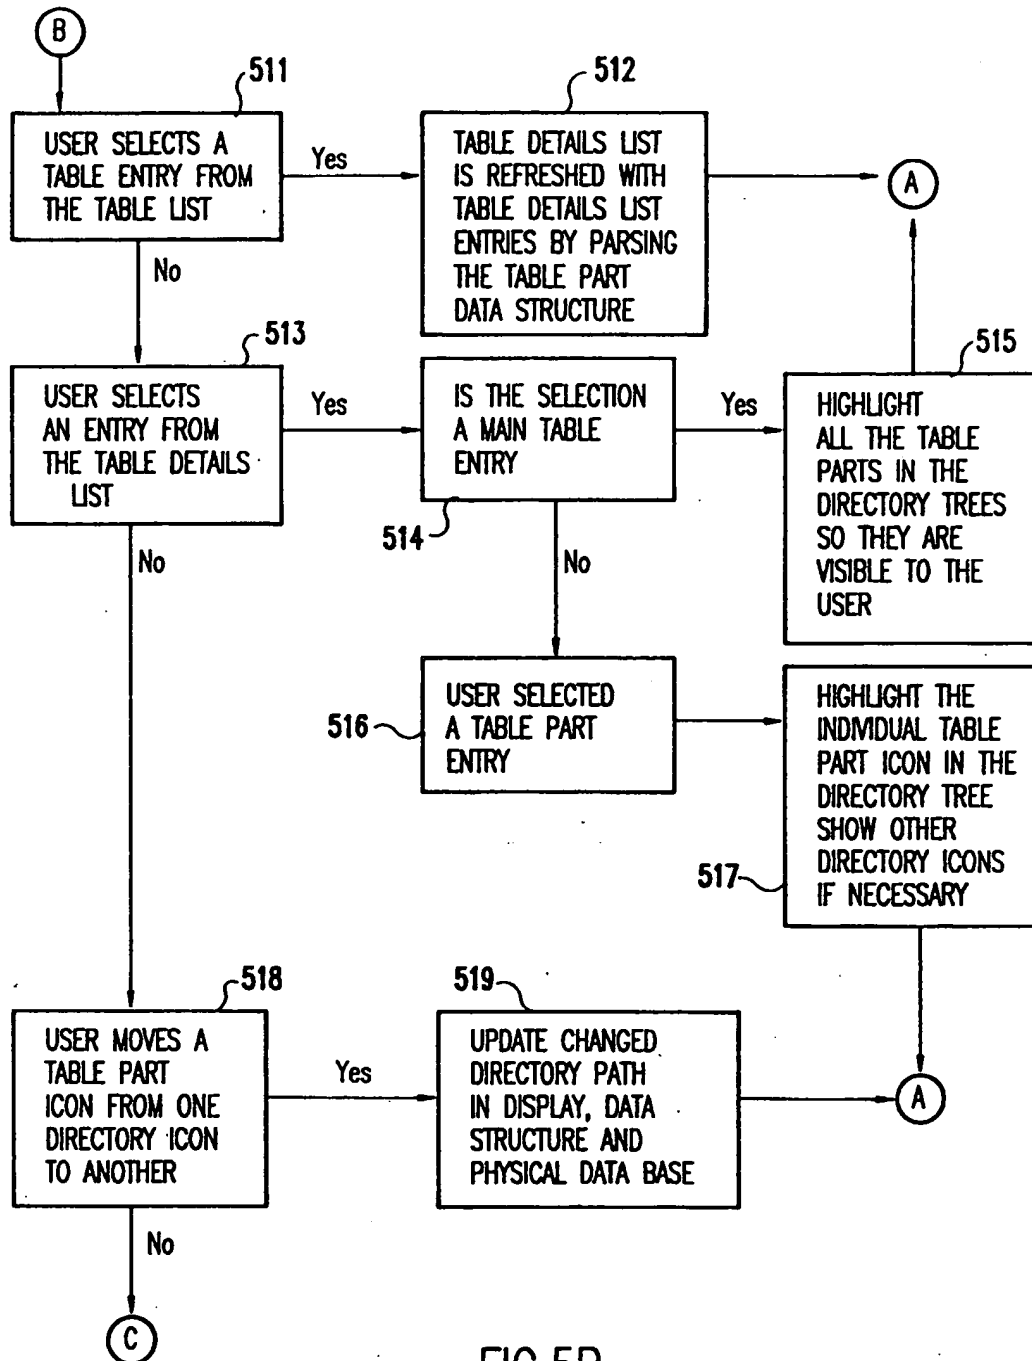 B
511
USER SELECTS A
TABLE ENTRY FROM
THE TABLE LIST
Yes
512
TABLE DETAILS LIST
IS REFRESHED WITH
TABLE DETAILS LIST
ENTRIES BY PARSING
THE TABLE PART
DATA STRUCTURE
A
No
513
USER SELECTS
AN ENTRY FROM
THE TABLE DETAILS
LIST
Yes
IS THE SELECTION
A MAIN TABLE
ENTRY
514
Yes
515
HIGHLIGHT
ALL THE TABLE
PARTS IN THE
DIRECTORY TREES
SO THEY ARE
VISIBLE TO THE
USER
No
No
516
USER SELECTED
A TABLE PART
ENTRY
517
HIGHLIGHT THE
INDIVIDUAL TABLE
PART ICON IN THE
DIRECTORY TREE
SHOW OTHER
DIRECTORY ICONS
IF NECESSARY
518
USER MOVES A
TABLE PART
ICON FROM ONE
DIRECTORY ICON
TO ANOTHER
Yes
519
UPDATE CHANGED
DIRECTORY PATH
IN DISPLAY, DATA
STRUCTURE AND
PHYSICAL DATA BASE
A
No
C